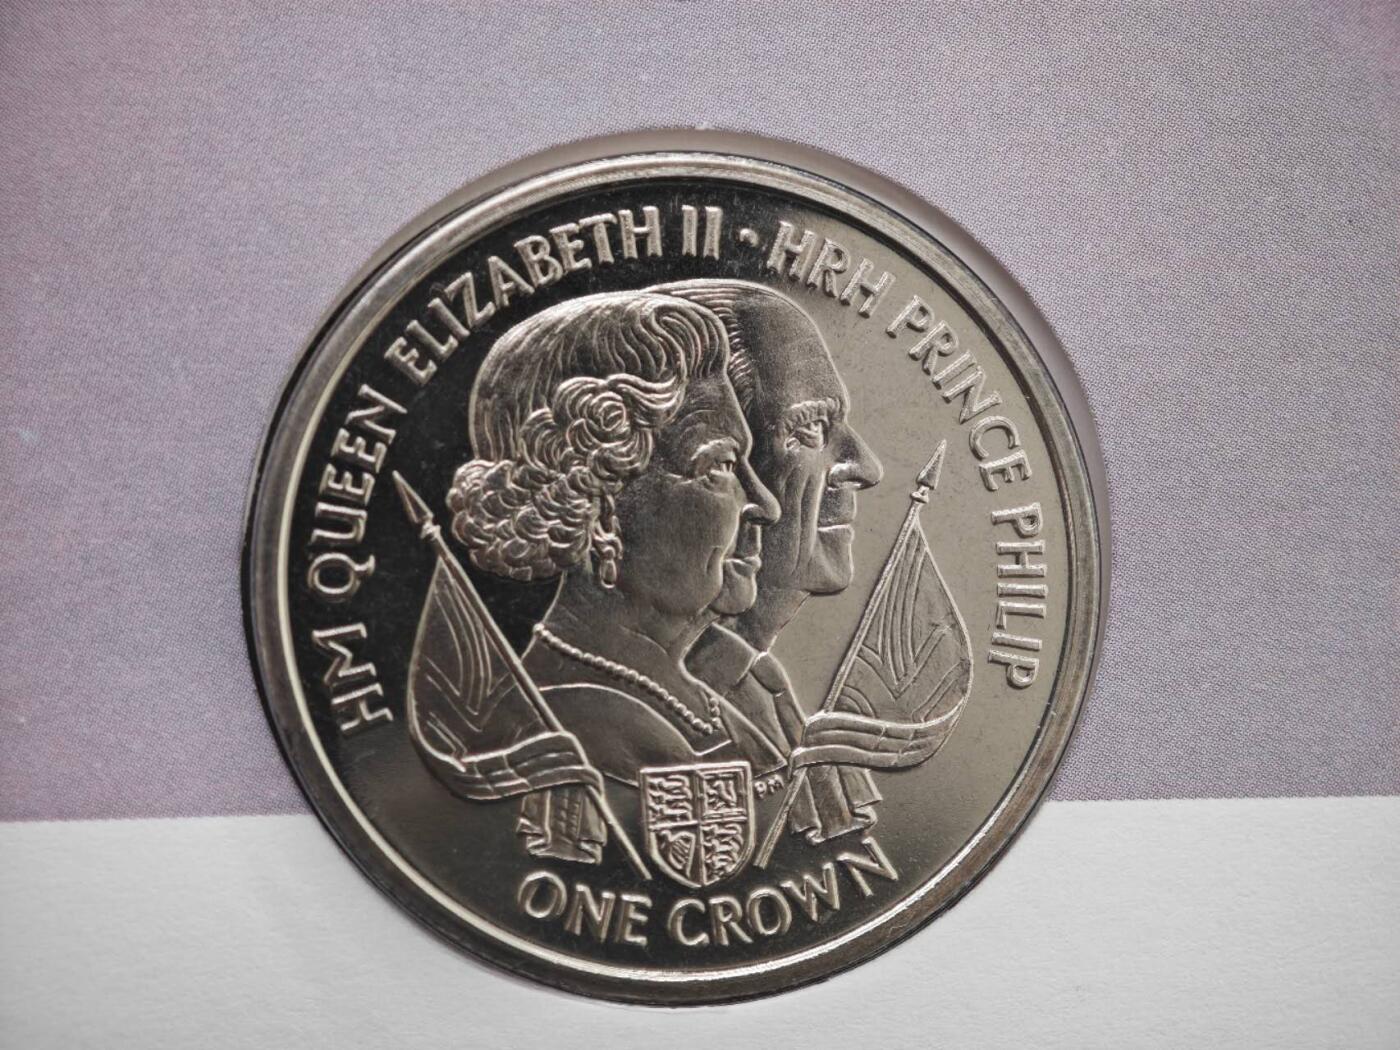 HM QUEEN ELIZABETH II · HRH PRINCE PHILIP
PM
ONE CROWN